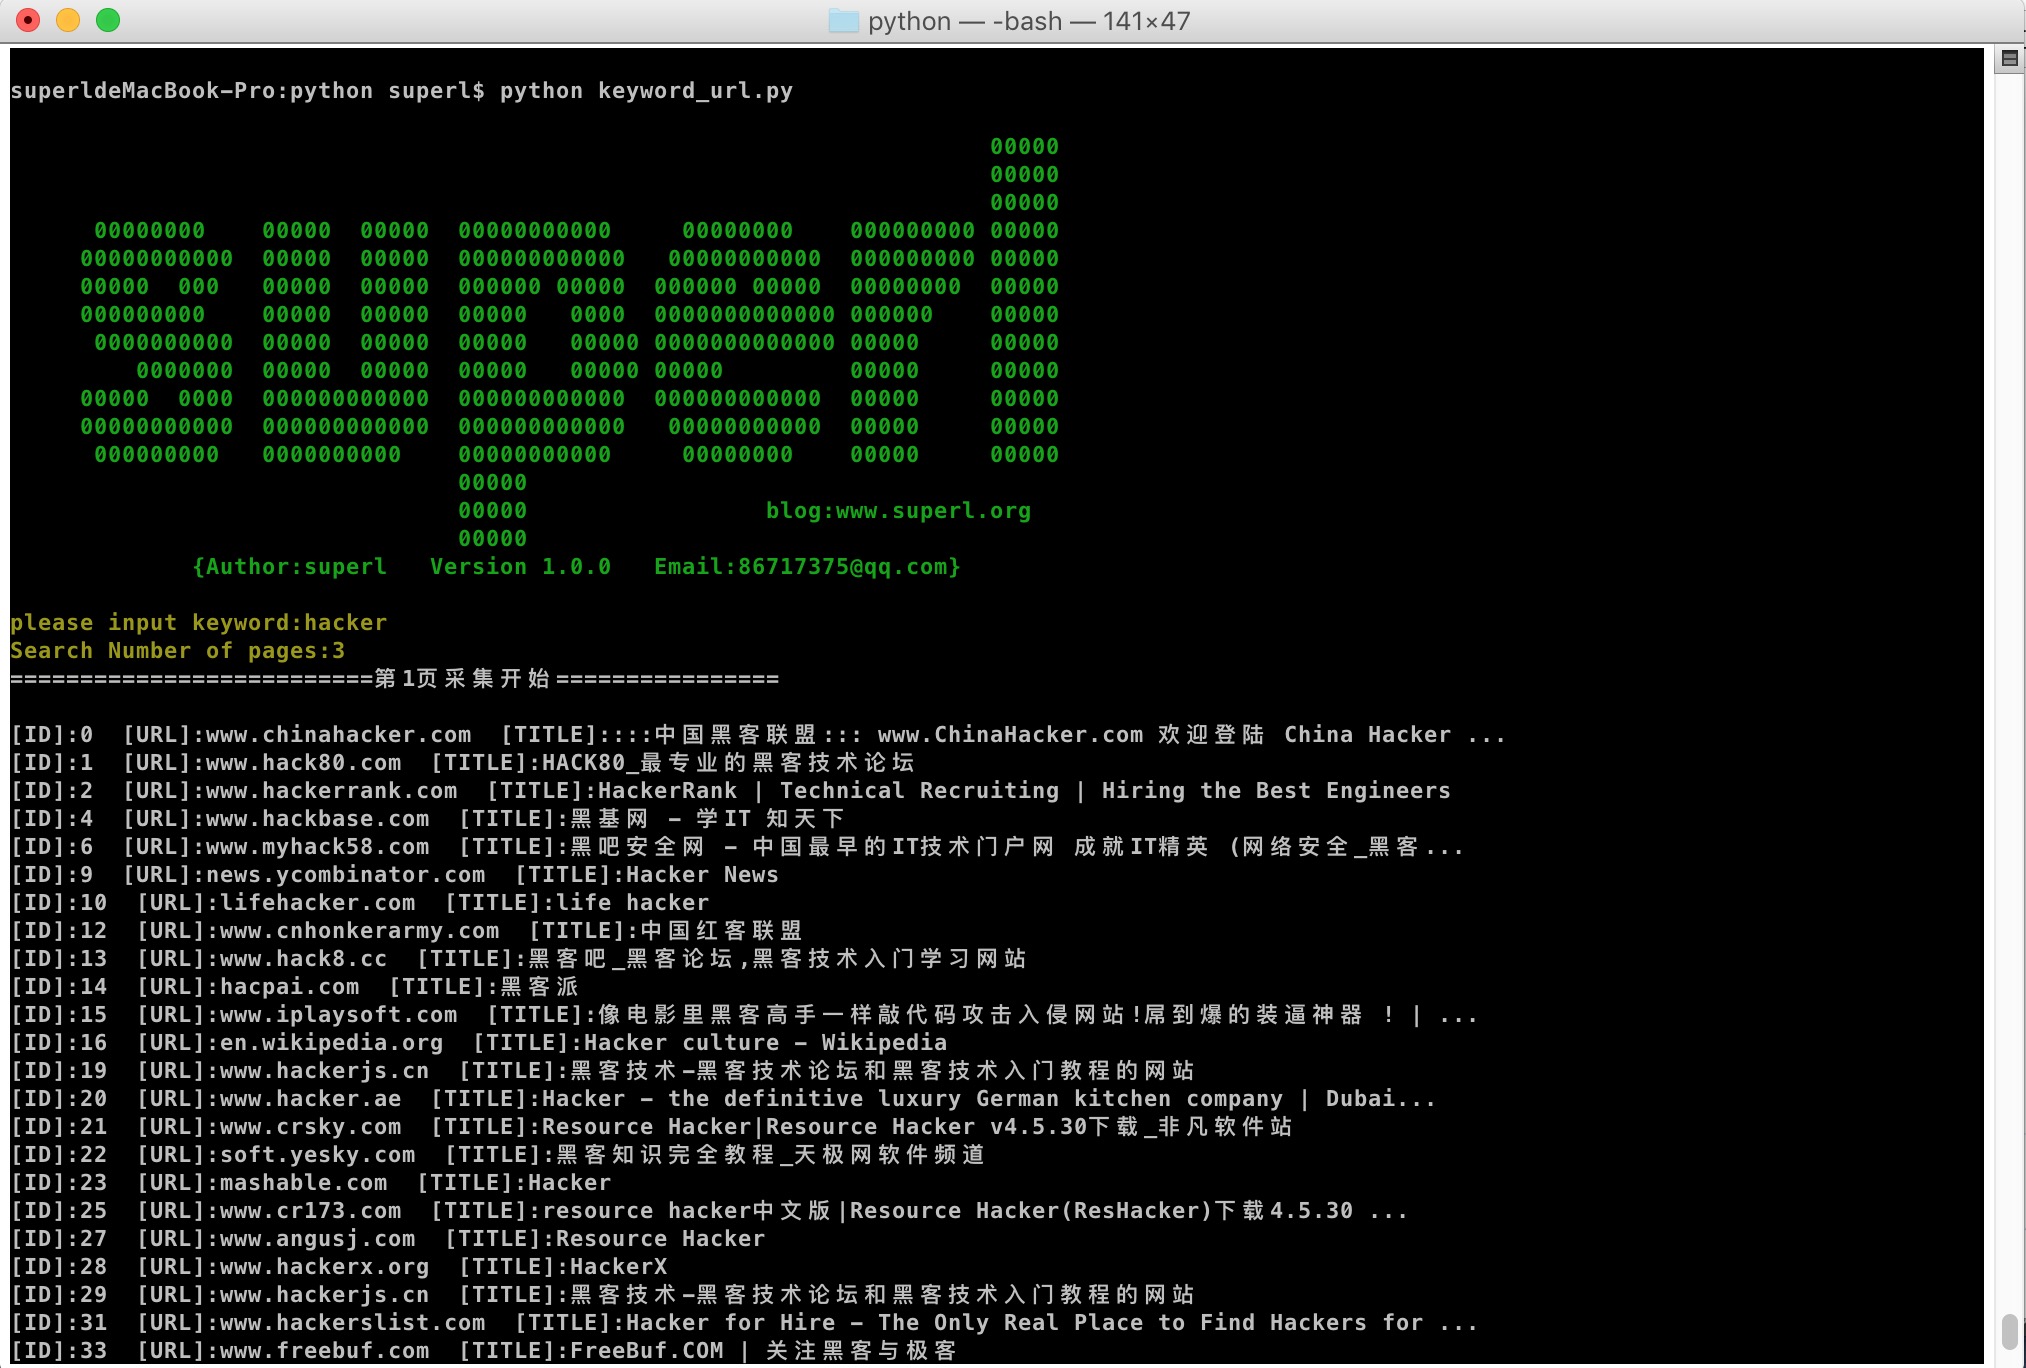 python — -bash — 141×47
superldeMacBook-Pro:python superl$ python keyword_url.py
00000
00000
00000
00000000 00000 00000 00000000000 00000000 000000000 00000
00000000000 00000 00000 000000000000 00000000000 000000000 00000
00000 000 00000 00000 000000 00000 000000 00000 00000000 00000
000000000 00000 00000 00000 0000 0000000000000 000000 00000
0000000000 00000 00000 00000 00000 0000000000000 00000 00000
0000000 00000 00000 00000 00000 00000 00000 00000
00000 0000 000000000000 000000000000 000000000000 00000 00000
00000000000 000000000000 000000000000 00000000000 00000 00000
000000000 0000000000 00000000000 00000000 00000 00000
00000
00000 blog:www.superl.org
00000
{Author:superl Version 1.0.0 Email:86717375@qq.com}
please input keyword:hacker
Search Number of pages:3
==========================第1页采集开始================
[ID]:0 [URL]:www.chinahacker.com [TITLE]::::中国黑客联盟::: www.ChinaHacker.com 欢迎登陆 China Hacker ...
[ID]:1 [URL]:www.hack80.com [TITLE]:HACK80_最专业的黑客技术论坛
[ID]:2 [URL]:www.hackerrank.com [TITLE]:HackerRank | Technical Recruiting | Hiring the Best Engineers
[ID]:4 [URL]:www.hackbase.com [TITLE]:黑基网 - 学IT 知天下
[ID]:6 [URL]:www.myhack58.com [TITLE]:黑吧安全网 - 中国最早的IT技术门户网 成就IT精英 (网络安全_黑客...
[ID]:9 [URL]:news.ycombinator.com [TITLE]:Hacker News
[ID]:10 [URL]:lifehacker.com [TITLE]:life hacker
[ID]:12 [URL]:www.cnhonkerarmy.com [TITLE]:中国红客联盟
[ID]:13 [URL]:www.hack8.cc [TITLE]:黑客吧_黑客论坛,黑客技术入门学习网站
[ID]:14 [URL]:hacpai.com [TITLE]:黑客派
[ID]:15 [URL]:www.iplaysoft.com [TITLE]:像电影里黑客高手一样敲代码攻击入侵网站!屌到爆的装逼神器 ! | ...
[ID]:16 [URL]:en.wikipedia.org [TITLE]:Hacker culture - Wikipedia
[ID]:19 [URL]:www.hackerjs.cn [TITLE]:黑客技术-黑客技术论坛和黑客技术入门教程的网站
[ID]:20 [URL]:www.hacker.ae [TITLE]:Hacker - the definitive luxury German kitchen company | Dubai...
[ID]:21 [URL]:www.crsky.com [TITLE]:Resource Hacker|Resource Hacker v4.5.30下载_非凡软件站
[ID]:22 [URL]:soft.yesky.com [TITLE]:黑客知识完全教程_天极网软件频道
[ID]:23 [URL]:mashable.com [TITLE]:Hacker
[ID]:25 [URL]:www.cr173.com [TITLE]:resource hacker中文版|Resource Hacker(ResHacker)下载4.5.30 ...
[ID]:27 [URL]:www.angusj.com [TITLE]:Resource Hacker
[ID]:28 [URL]:www.hackerx.org [TITLE]:HackerX
[ID]:29 [URL]:www.hackerjs.cn [TITLE]:黑客技术-黑客技术论坛和黑客技术入门教程的网站
[ID]:31 [URL]:www.hackerslist.com [TITLE]:Hacker for Hire - The Only Real Place to Find Hackers for ...
[ID]:33 [URL]:www.freebuf.com [TITLE]:FreeBuf.COM | 关注黑客与极客